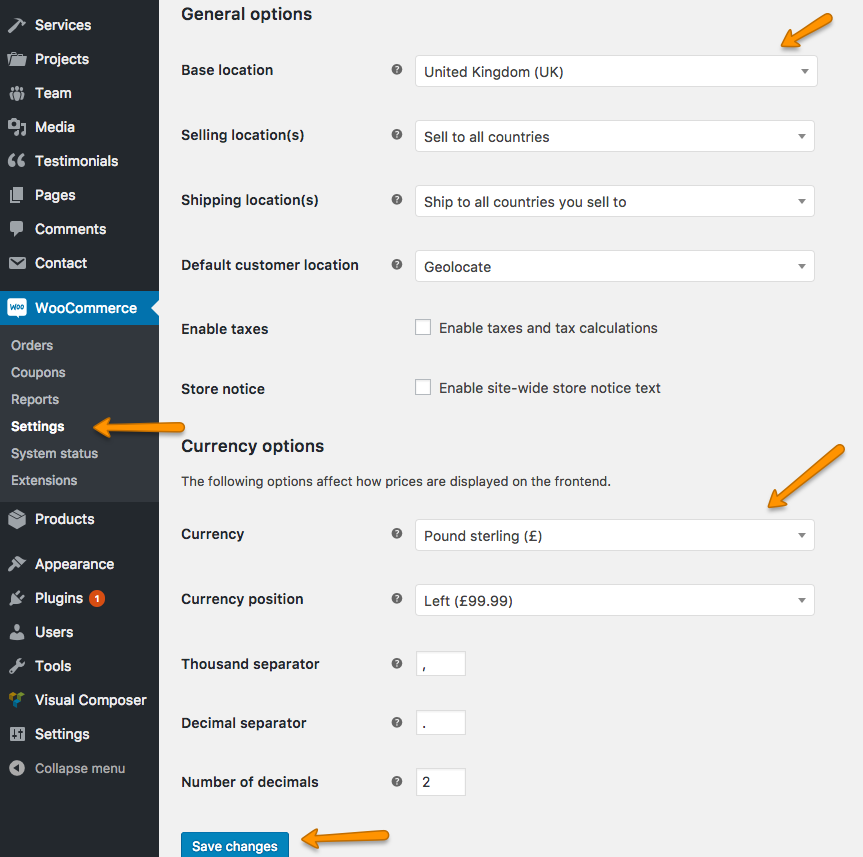 Services
Projects
Team
Media
Testimonials
Pages
Comments
Contact
Woo WooCommerce
Orders
Coupons
Reports
Settings
System status
Extensions
Products
Appearance
Plugins 1
Users
Tools
Visual Composer
Settings
Collapse menu
General options
Base location ? United Kingdom (UK)
Selling location(s) ? Sell to all countries
Shipping location(s) ? Ship to all countries you sell to
Default customer location ? Geolocate
Enable taxes Enable taxes and tax calculations
Store notice Enable site-wide store notice text
Currency options
The following options affect how prices are displayed on the frontend.
Currency ? Pound sterling (£)
Currency position ? Left (£99.99)
Thousand separator ? ,
Decimal separator ? .
Number of decimals ? 2
Save changes